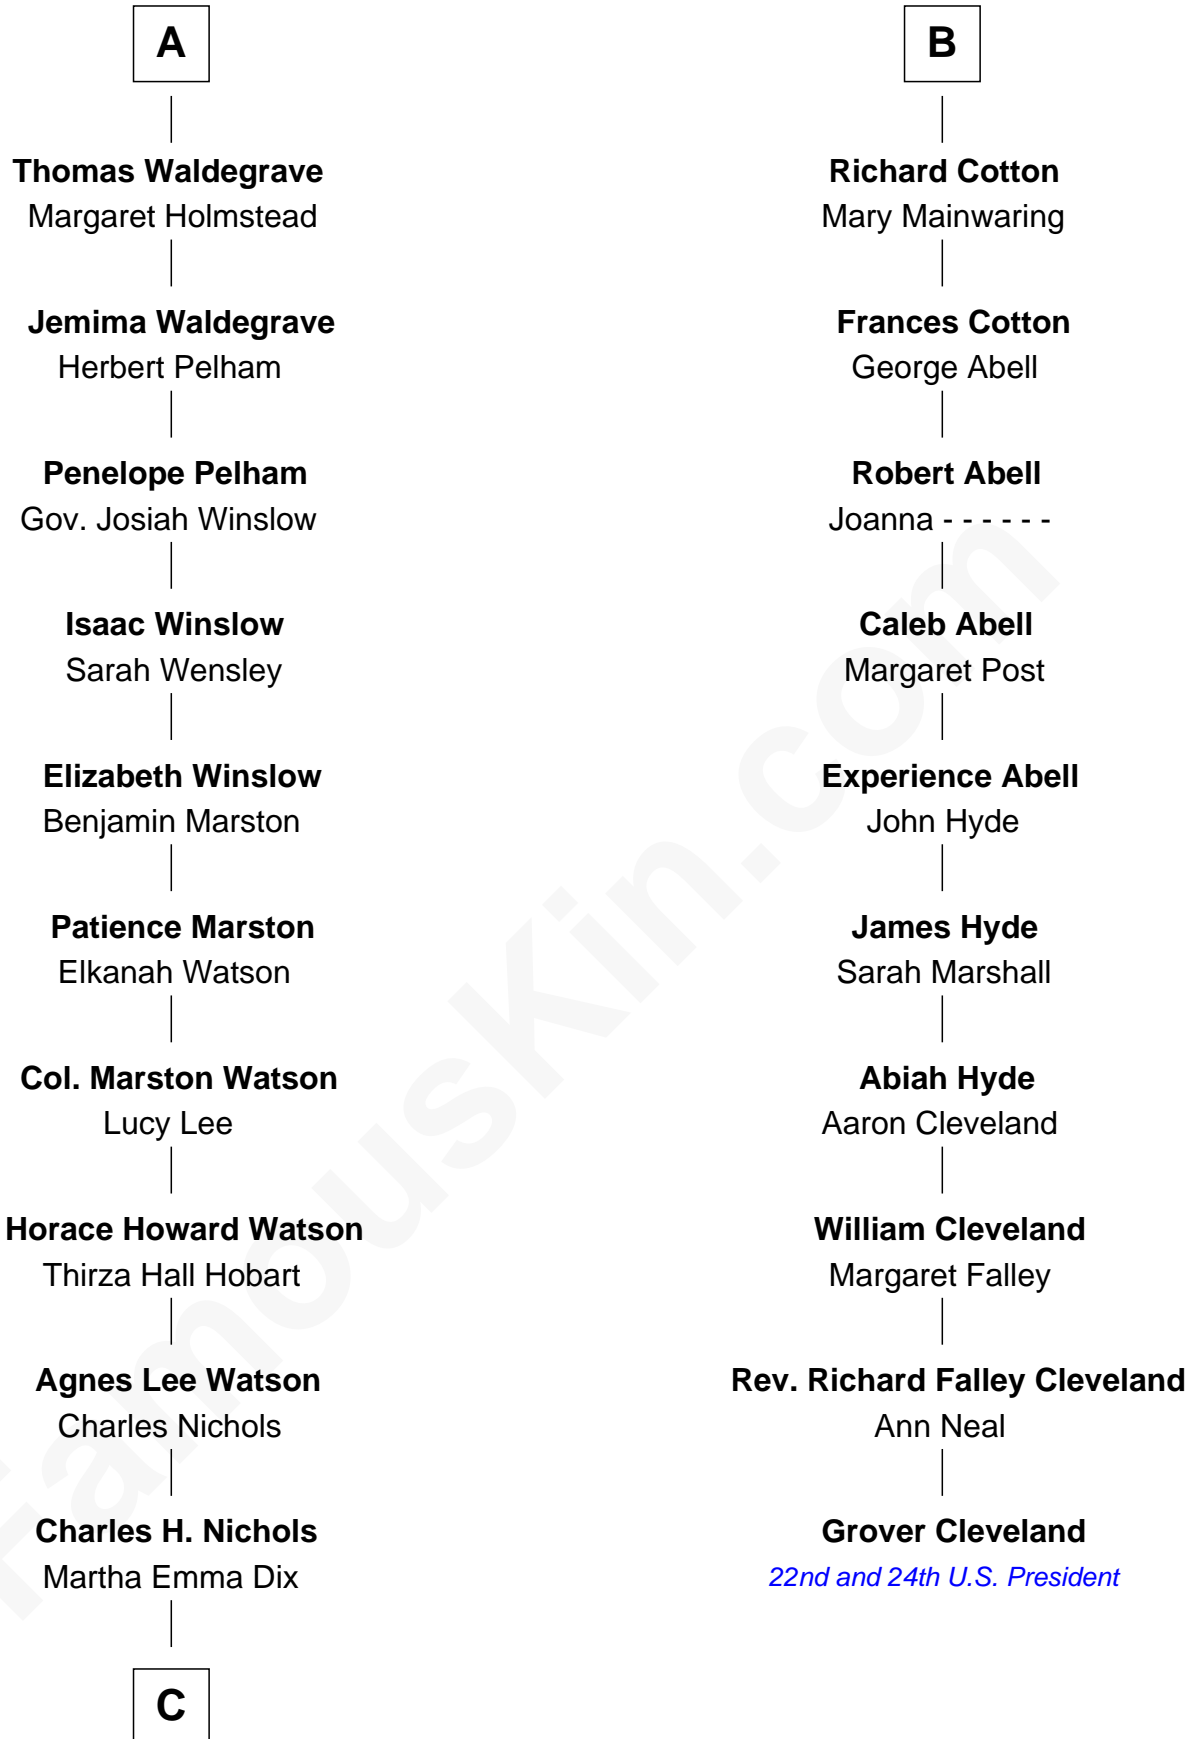 A
Thomas Waldegrave
Margaret Holmstead
Jemima Waldegrave
Herbert Pelham
Penelope Pelham
Gov. Josiah Winslow
Isaac Winslow
Sarah Wensley
Elizabeth Winslow
Benjamin Marston
Patience Marston
Elkanah Watson
Col. Marston Watson
Lucy Lee
Horace Howard Watson
Thirza Hall Hobart
Agnes Lee Watson
Charles Nichols
Charles H. Nichols
Martha Emma Dix
C
B
Richard Cotton
Mary Mainwaring
Frances Cotton
George Abell
Robert Abell
Joanna - - - - - -
Caleb Abell
Margaret Post
Experience Abell
John Hyde
James Hyde
Sarah Marshall
Abiah Hyde
Aaron Cleveland
William Cleveland
Margaret Falley
Rev. Richard Falley Cleveland
Ann Neal
Grover Cleveland
22nd and 24th U.S. President
FamousKin.com